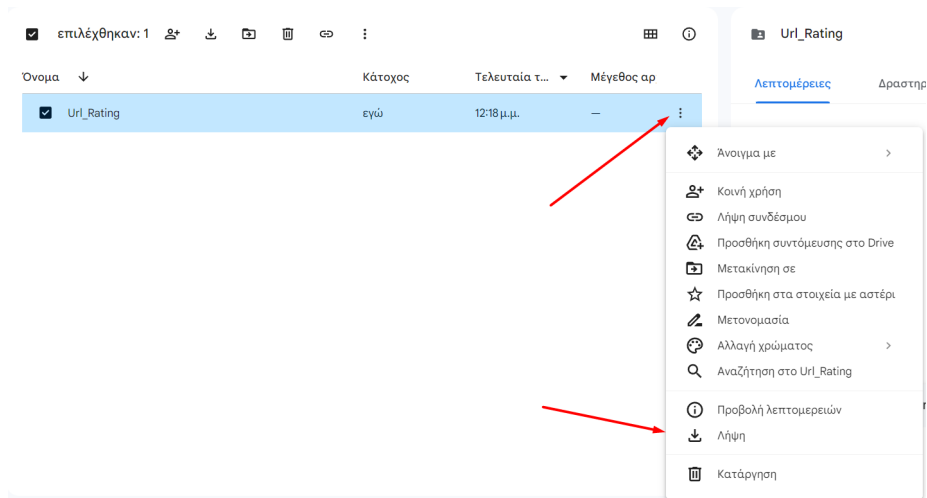 επιλέχθηκαν: 1
Url_Rating
Λεπτομέρειες
Δραστηρ
Όνομα
Κάτοχος
Τελευταία τ...
Μέγεθος αρ
Url_Rating
εγώ
12:18 μ.μ.
—
Άνοιγμα με
Κοινή χρήση
Λήψη συνδέσμου
Προσθήκη συντόμευσης στο Drive
Μετακίνηση σε
Προσθήκη στα στοιχεία με αστέρι
Μετονομασία
Αλλαγή χρώματος
Αναζήτηση στο Url_Rating
Προβολή λεπτομερειών
Λήψη
Κατάργηση